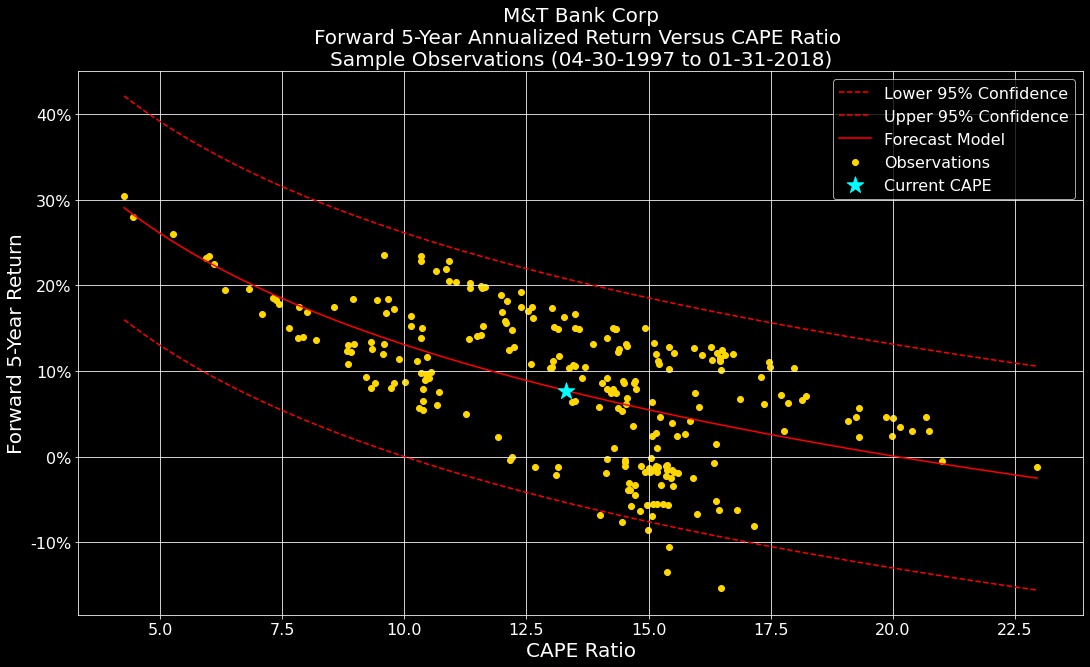 M&T Bank Corp
Forward 5-Year Annualized Return Versus CAPE Ratio
Sample Observations (04-30-1997 to 01-31-2018)
Lower 95% Confidence
Upper 95% Confidence
Forecast Model
Observations
Current CAPE
Forward 5-Year Return
40%
30%
20%
10%
0%
-10%
5.0 7.5 10.0 12.5 15.0 17.5 20.0 22.5
CAPE Ratio